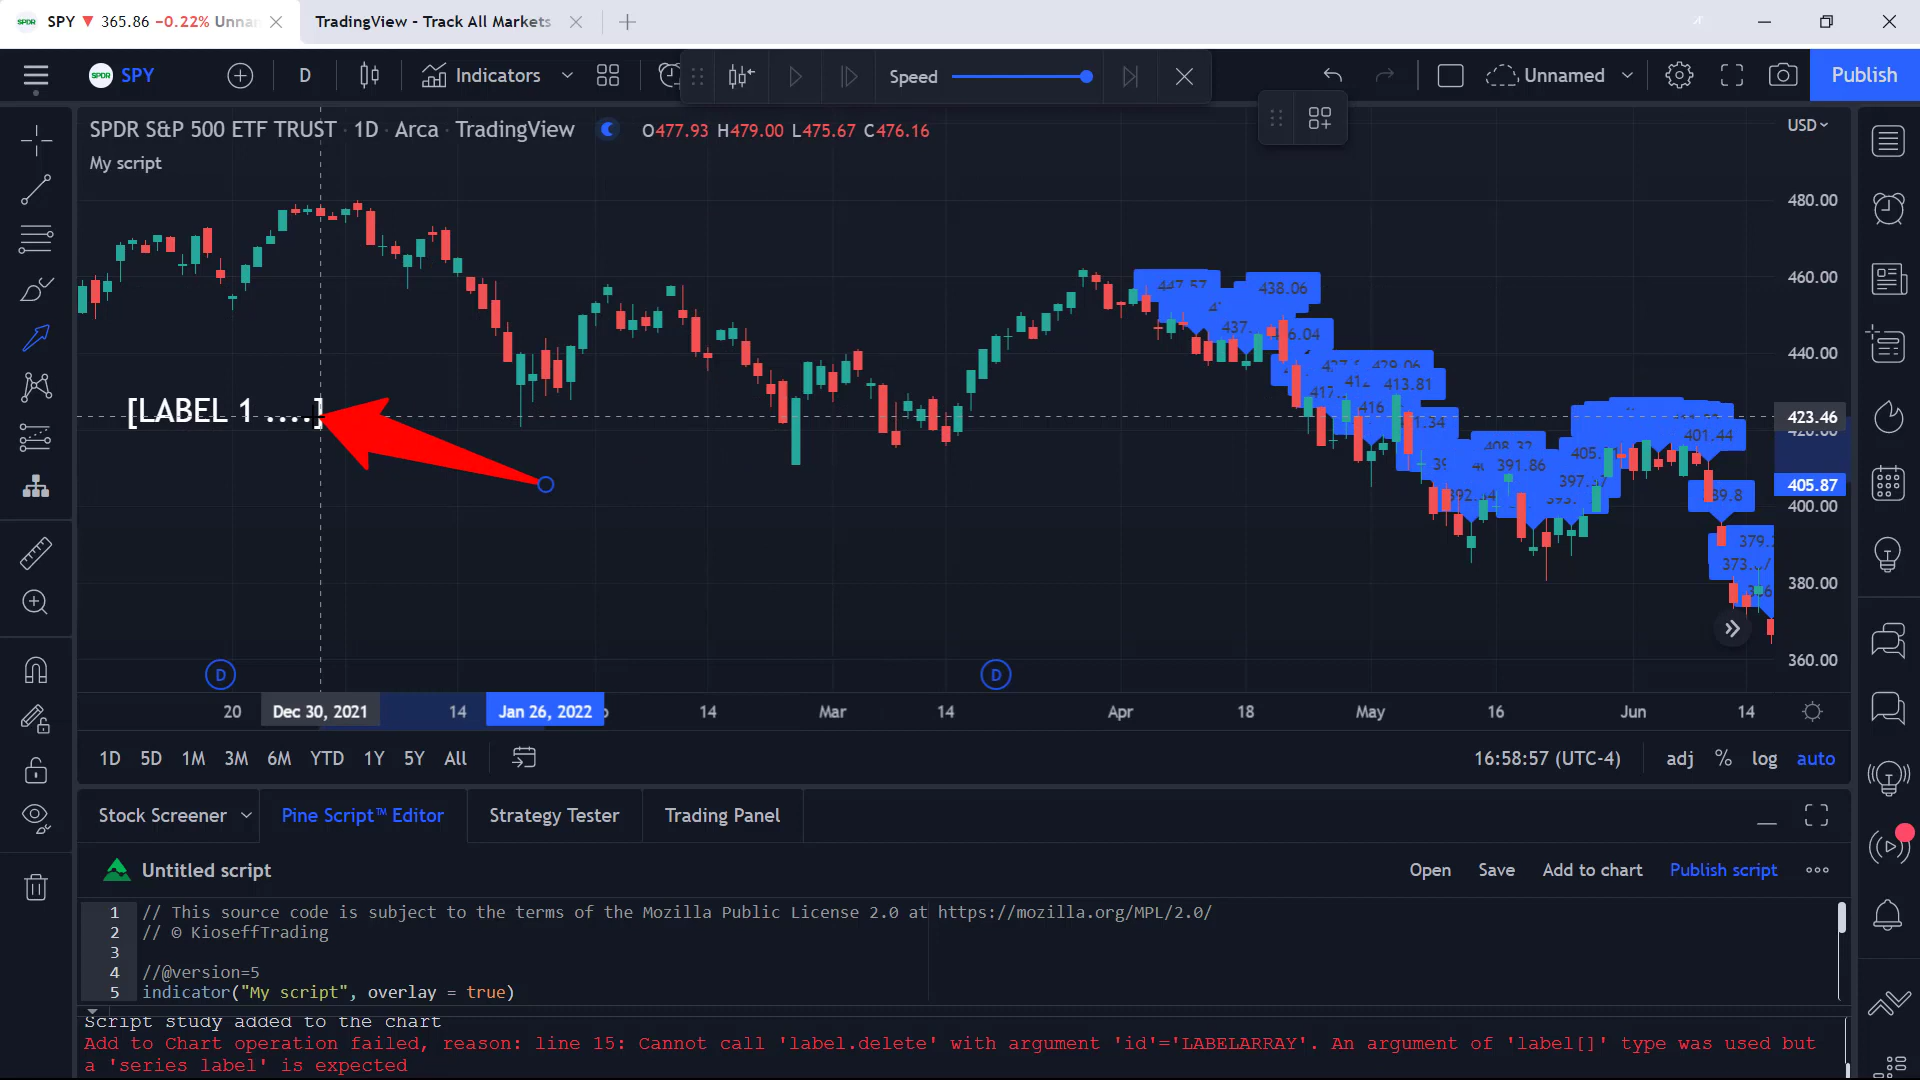 SPY ▼ 365.86 −0.22% Unnan
TradingView - Track All Markets
SPDR SPY
D
Indicators
Speed
Unnamed
Publish
SPDR S&P 500 ETF TRUST · 1D · Arca · TradingView
O477.93 H479.00 L475.67 C476.16
USD
My script
480.00
460.00
440.00
423.46
405.87
400.00
380.00
360.00
447.57
438.06
429.06
413.81
416
408.37
391.86
401.44
[LABEL 1 ....]
D
D
20
Dec 30, 2021
14
Jan 26, 2022
14
Mar
14
Apr
18
May
16
Jun
14
1D 5D 1M 3M 6M YTD 1Y 5Y All
16:58:57 (UTC-4)
adj % log auto
Stock Screener
Pine Script™ Editor
Strategy Tester
Trading Panel
Untitled script
Open Save Add to chart Publish script
1 // This source code is subject to the terms of the Mozilla Public License 2.0 at https://mozilla.org/MPL/2.0/
2 // © KioseffTrading
3
4 //@version=5
5 indicator("My script", overlay = true)
Script study added to the chart
Add to Chart operation failed, reason: line 15: Cannot call 'label.delete' with argument 'id'='LABELARRAY'. An argument of 'label[]' type was used but
a 'series label' is expected